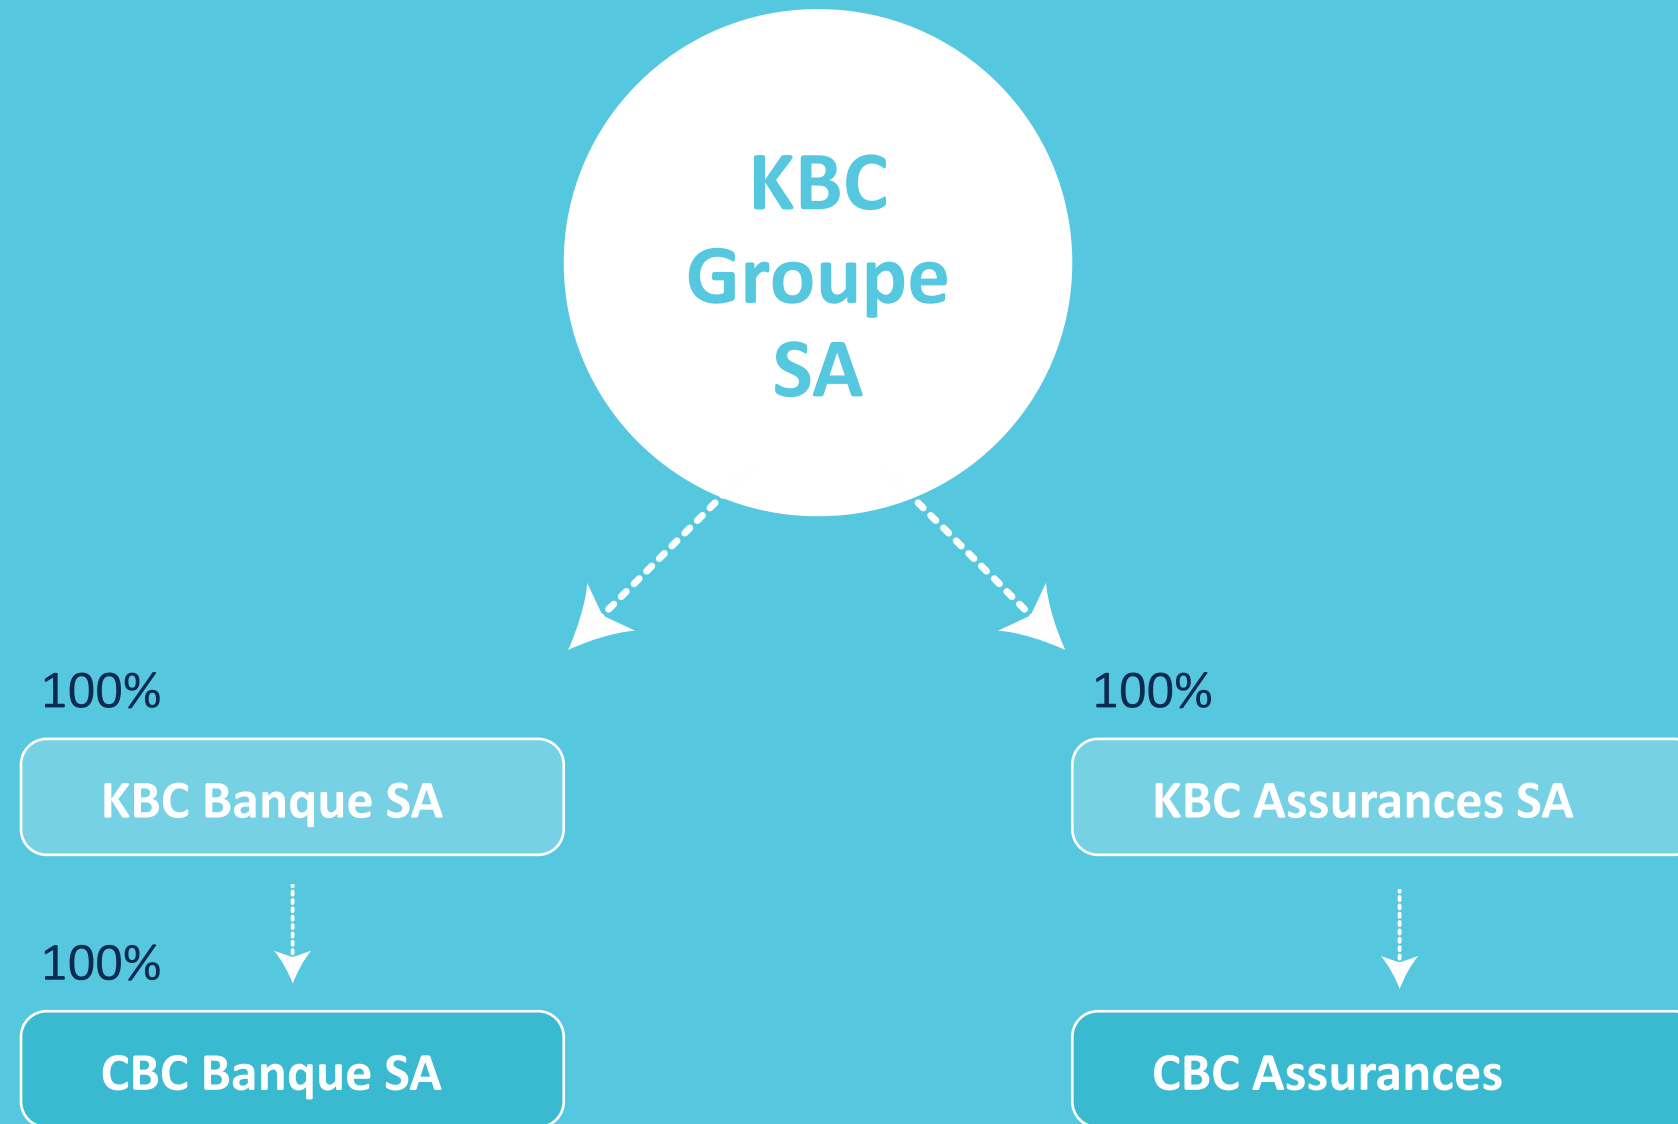 KBC
Groupe
SA
100%
100%
KBC Banque SA
KBC Assurances SA
100%
CBC Banque SA
CBC Assurances